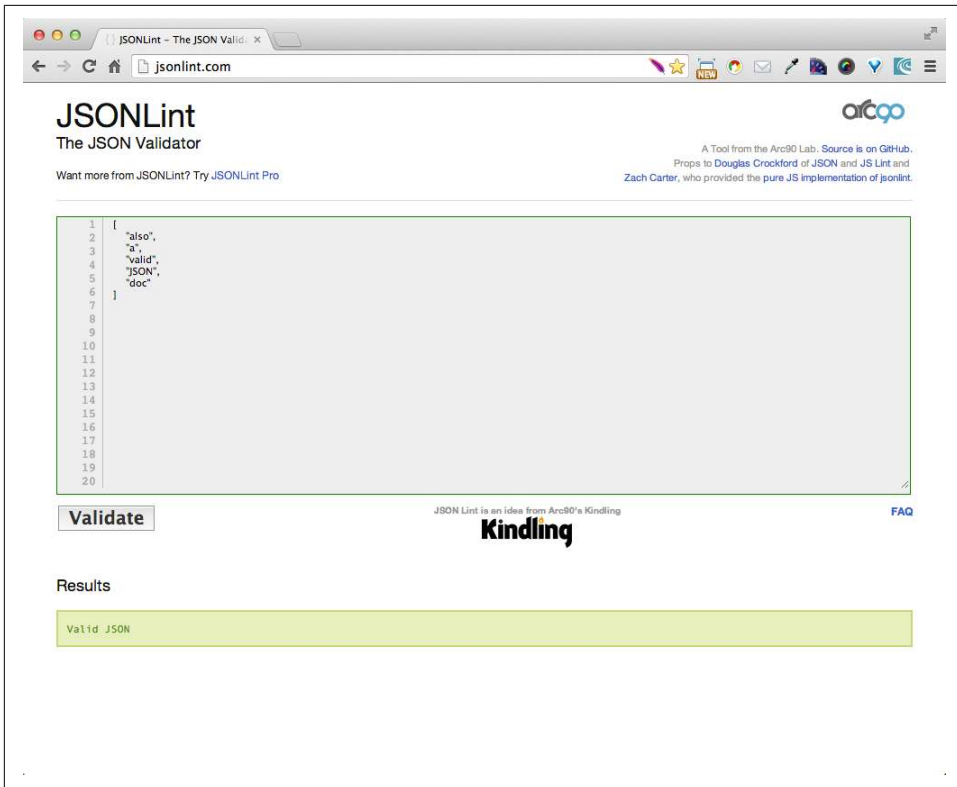 JSONLint – The JSON Valid
jsonlint.com
NEW
JSONLint
The JSON Validator
Want more from JSONLint? Try JSONLint Pro
arc90
A Tool from the Arc90 Lab. Source is on GitHub.
Props to Douglas Crockford of JSON and JS Lint and
Zach Carter, who provided the pure JS implementation of jsonlint.
1 [
2 "also",
3 "a",
4 "valid",
5 "JSON",
6 "doc"
7 ]
8
9
10
11
12
13
14
15
16
17
18
19
20
Validate
JSON Lint is an idea from Arc90's Kindling
Kindling
FAQ
Results
Valid JSON